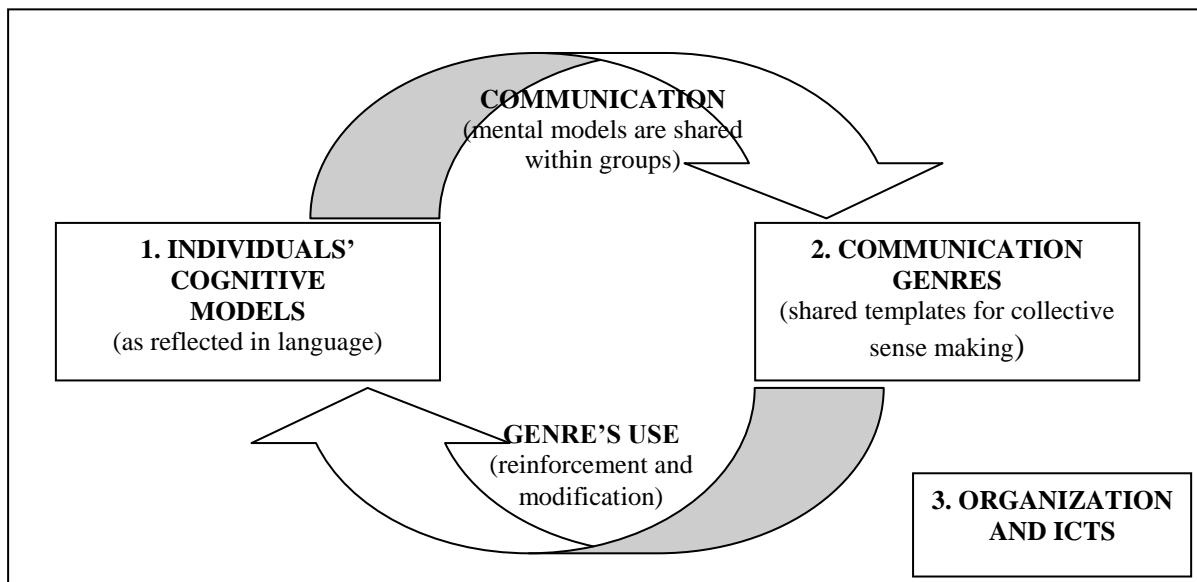 COMMUNICATION
(mental models are shared
within groups)
1. INDIVIDUALS’
COGNITIVE
MODELS
(as reflected in language)
2. COMMUNICATION
GENRES
(shared templates for collective
sense making)
GENRE’S USE
(reinforcement and
modification)
3. ORGANIZATION
AND ICTS